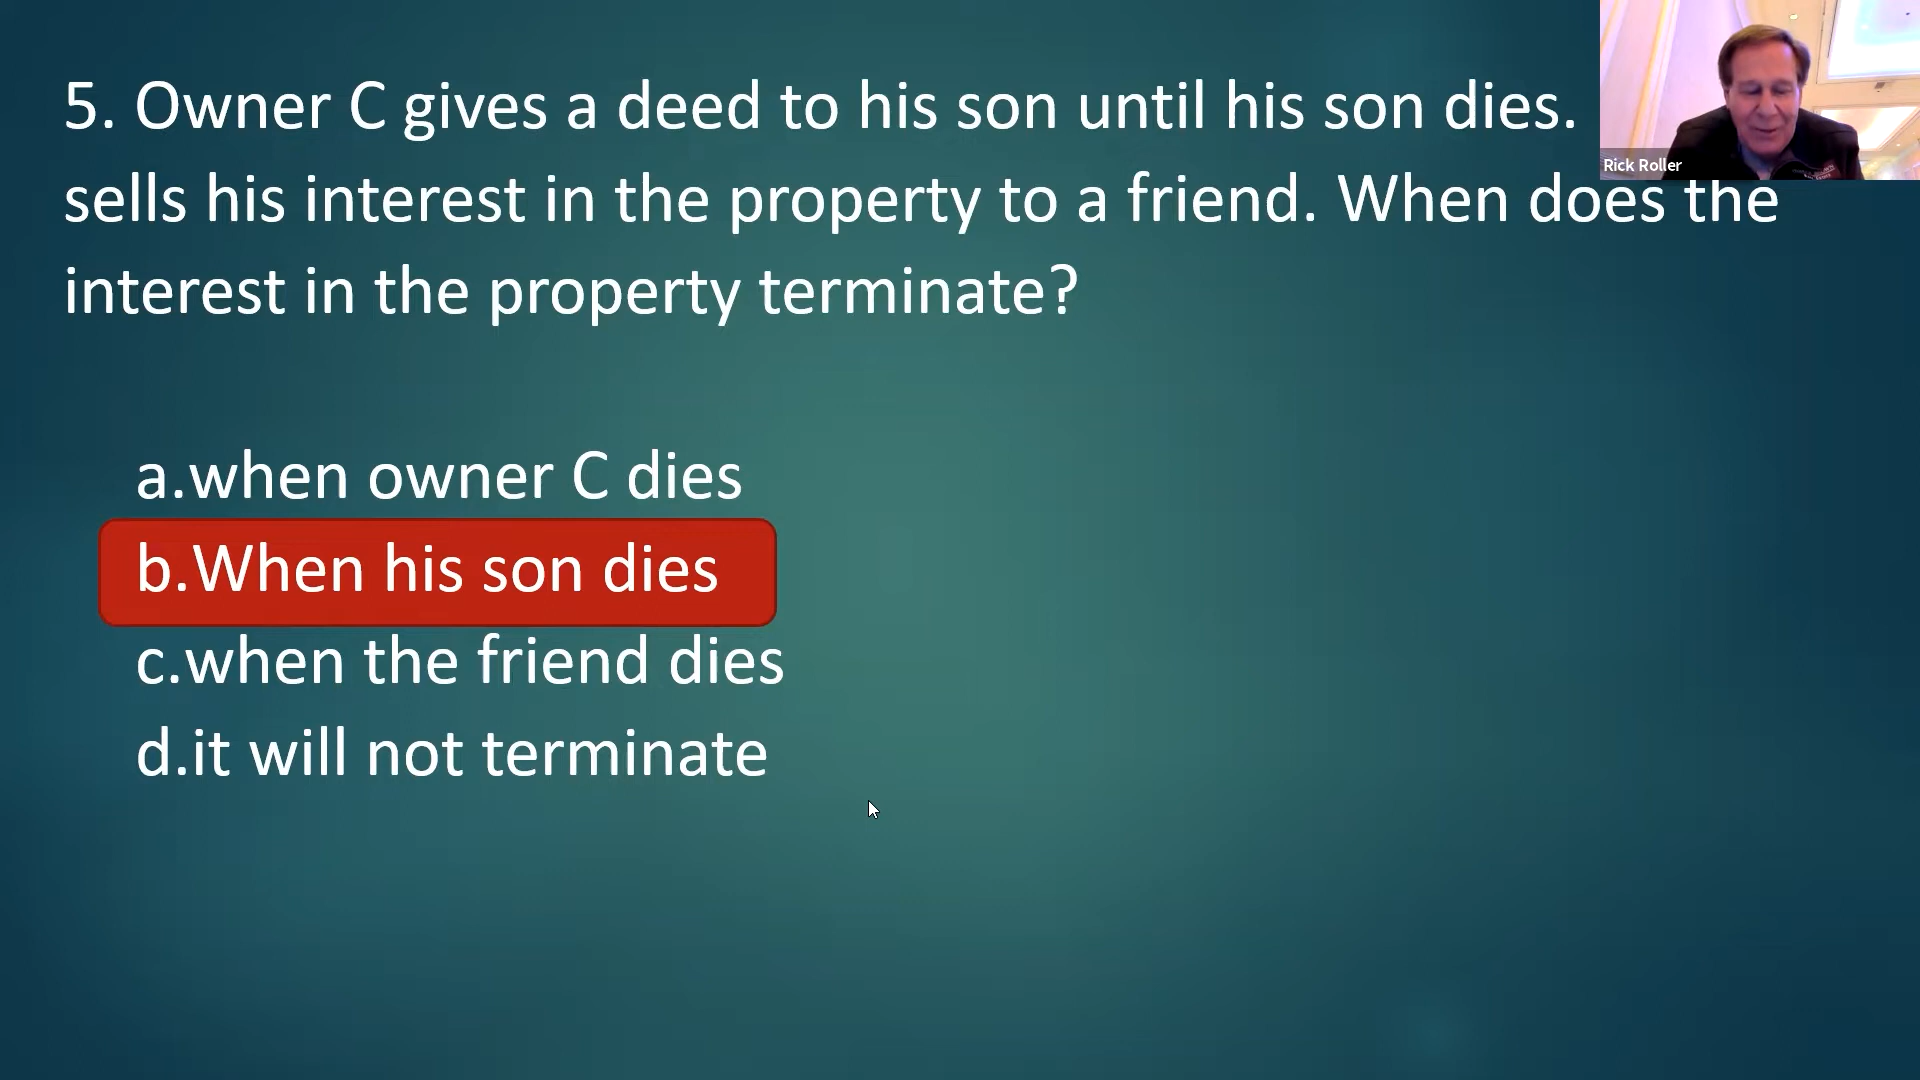 5. Owner C gives a deed to his son until his son dies.
Rick Roller
sells his interest in the property to a friend. When does the
interest in the property terminate?
a.when owner C dies
b.When his son dies
c.when the friend dies
d.it will not terminate